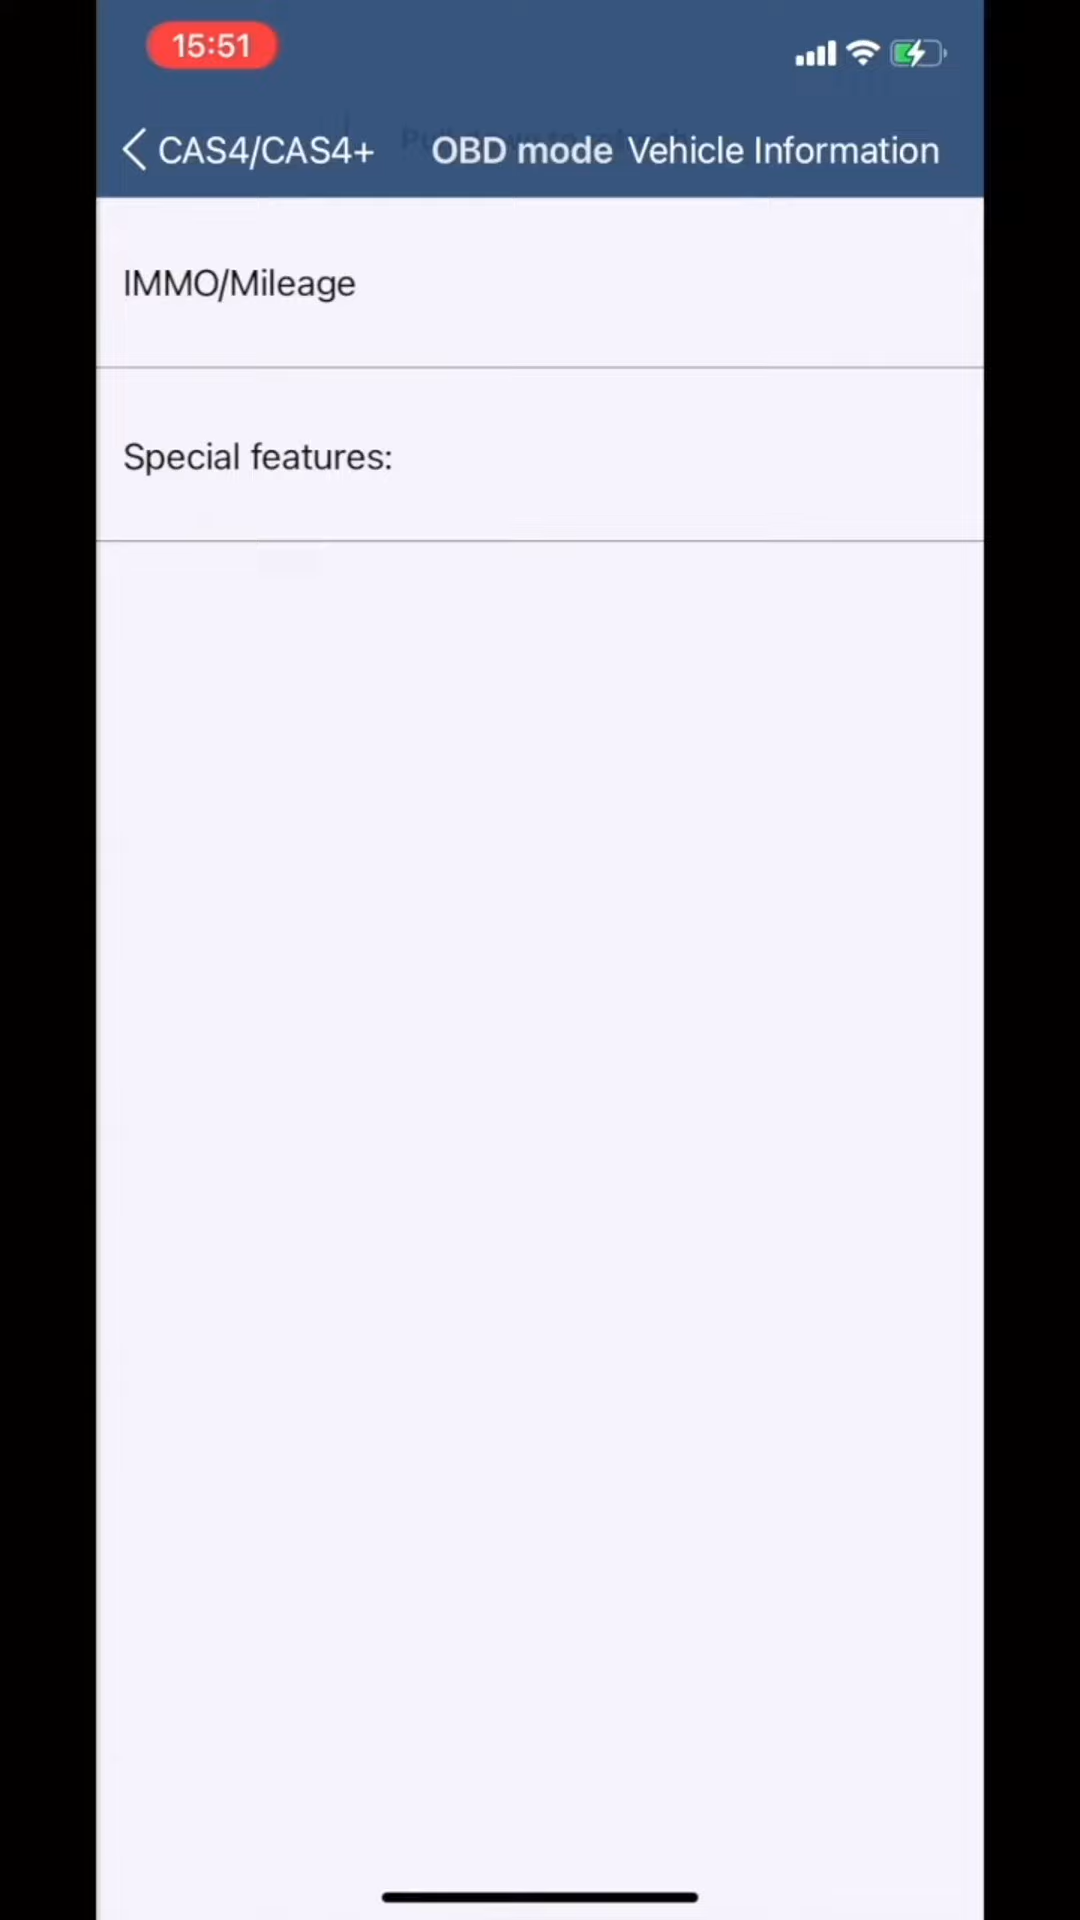 15:51
CAS4/CAS4+ OBD mode Vehicle Information
IMMO/Mileage
Special features: